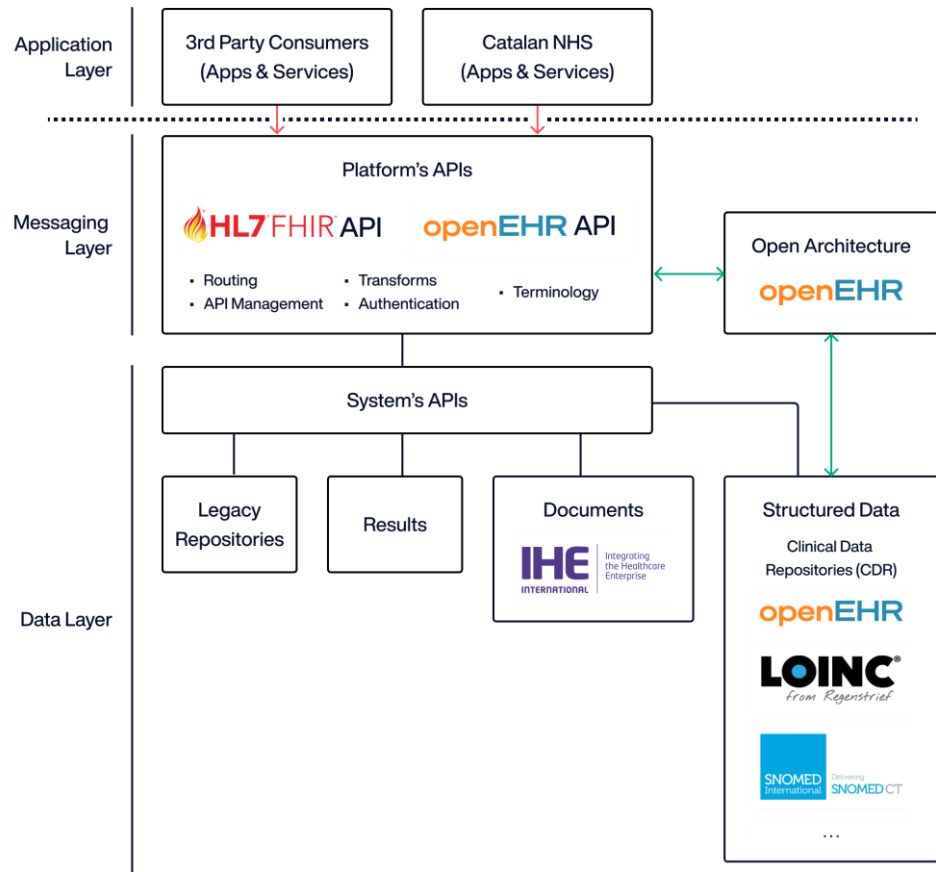 Application
Layer
3rd Party Consumers
(Apps & Services)
Catalan NHS
(Apps & Services)
Messaging
Layer
Platform's APIs
HL7® FHIR® API
openEHR API
▪ Routing
▪ API Management
▪ Transforms
▪ Authentication
▪ Terminology
Open Architecture
openEHR
Data Layer
System's APIs
Legacy
Repositories
Results
Documents
IHE
INTERNATIONAL
Integrating
the Healthcare
Enterprise
Structured Data
Clinical Data
Repositories (CDR)
openEHR
LOINC®
from Regenstrief
SNOMED
International
Delivering
SNOMED CT
...